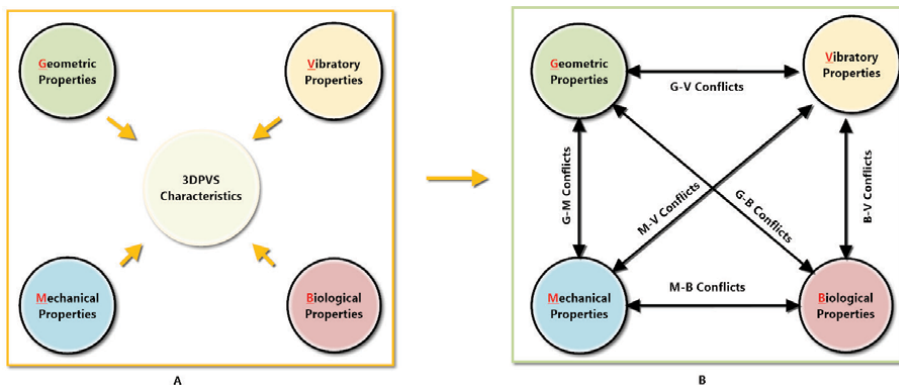 Geometric
Properties
Vibratory
Properties
3DPVS
Characteristics
Mechanical
Properties
Biological
Properties
A
Geometric
Properties
Vibratory
Properties
G-V Conflicts
G-M Conflicts
M-V Conflicts
G-B Conflicts
B-V Conflicts
M-B Conflicts
Mechanical
Properties
Biological
Properties
B